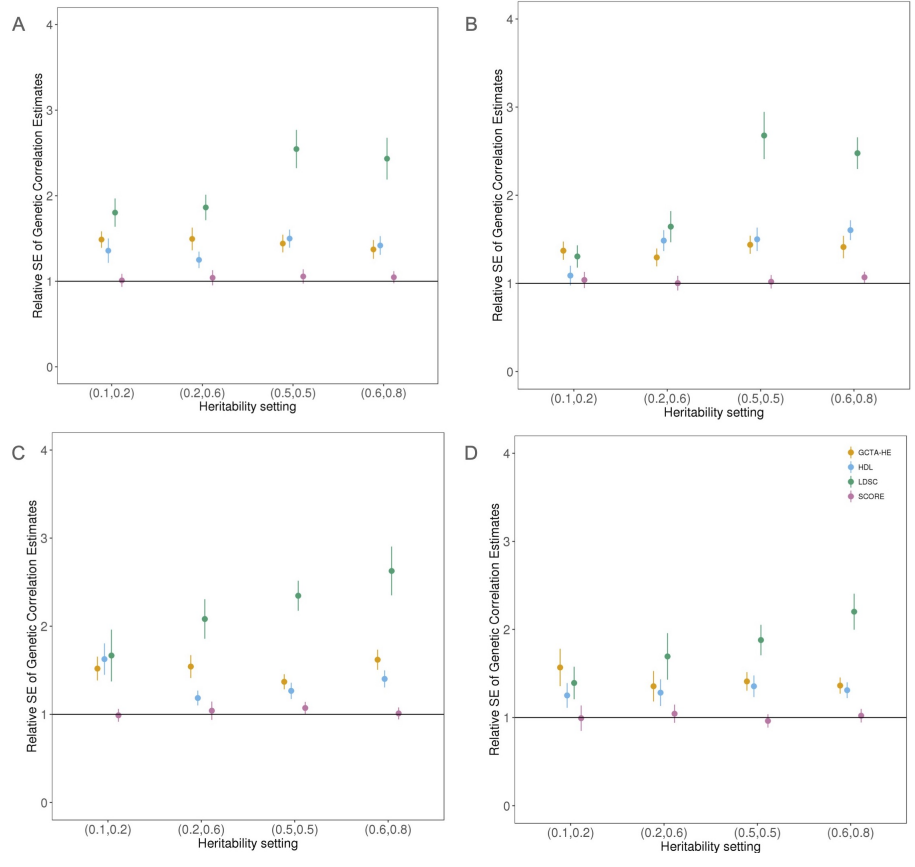 A
Relative SE of Genetic Correlation Estimates
4
3
2
1
0
(0.1,0.2) (0.2,0.6) (0.5,0.5) (0.6,0.8)
Heritability setting
B
Relative SE of Genetic Correlation Estimates
4
3
2
1
0
(0.1,0.2) (0.2,0.6) (0.5,0.5) (0.6,0.8)
Heritability setting
C
Relative SE of Genetic Correlation Estimates
4
3
2
1
0
(0.1,0.2) (0.2,0.6) (0.5,0.5) (0.6,0.8)
Heritability setting
D
Relative SE of Genetic Correlation Estimates
4
3
2
1
0
GCTA-HE
HDL
LDSC
SCORE
(0.1,0.2) (0.2,0.6) (0.5,0.5) (0.6,0.8)
Heritability setting